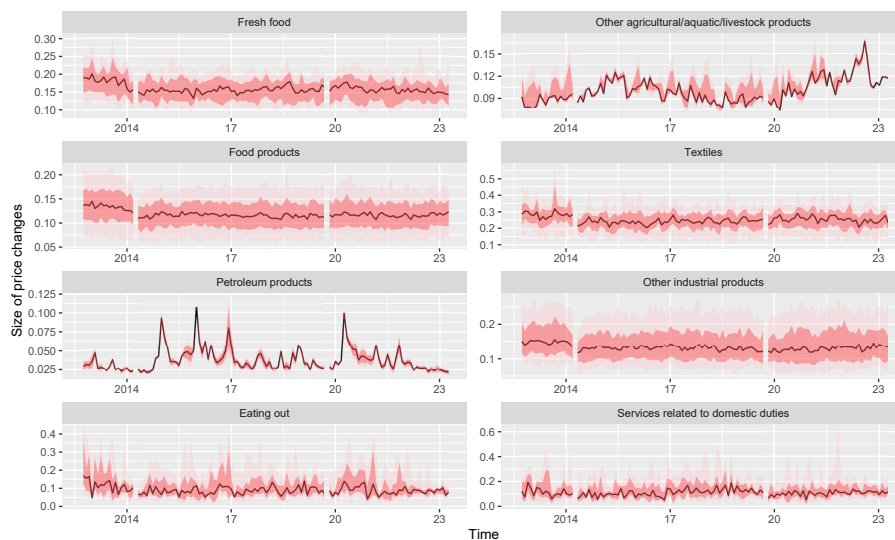 Fresh food
Other agricultural/aquatic/livestock products
0.30
0.25
0.20
0.15
0.10
0.15
0.12
0.09
2014 17 20 23
2014 17 20 23
Food products
Textiles
0.20
0.15
0.10
0.05
0.5
0.4
0.3
0.2
0.1
2014 17 20 23
2014 17 20 23
Petroleum products
Other industrial products
0.125
0.100
0.075
0.050
0.025
0.2
0.1
2014 17 20 23
2014 17 20 23
Eating out
Services related to domestic duties
0.4
0.3
0.2
0.1
0.0
0.6
0.4
0.2
0.0
2014 17 20 23
2014 17 20 23
Size of price changes
Time